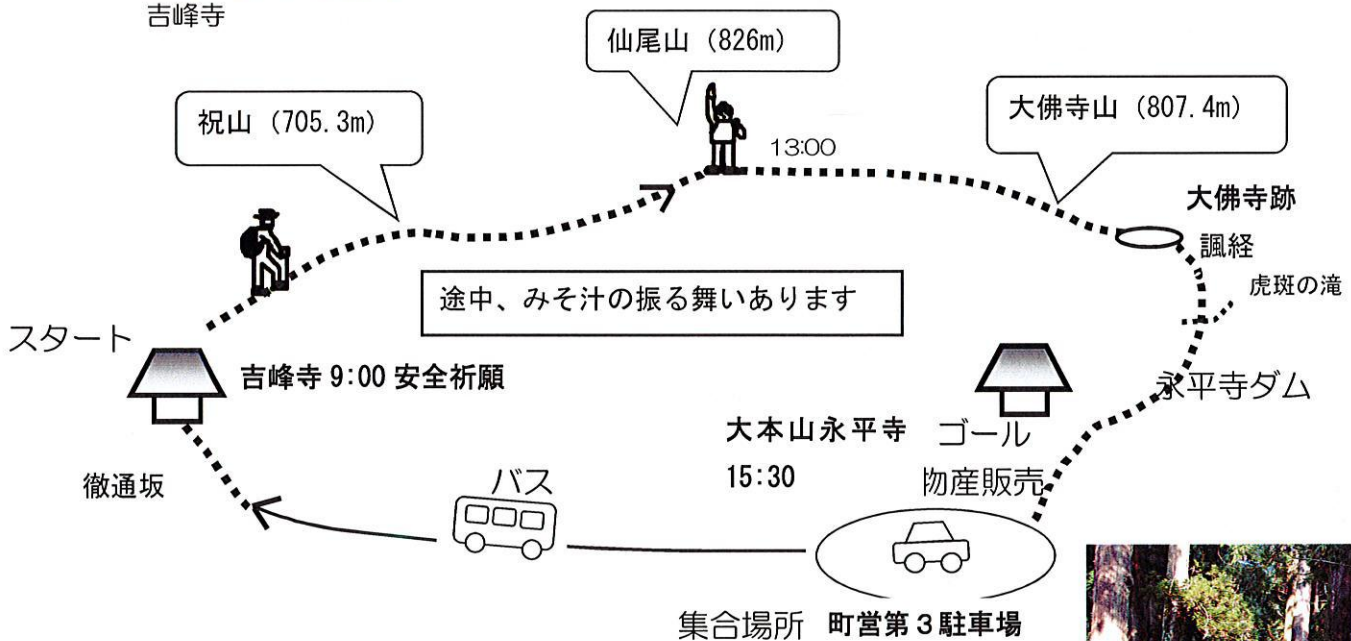 吉峰寺
仙尾山（826m）
祝山（705.3m）
大佛寺山（807.4m）
13:00
大佛寺跡
諷経
虎斑の滝
途中、みそ汁の振る舞いあります
スタート
吉峰寺 9:00 安全祈願
永平寺ダム
大本山永平寺 ゴール
15:30
物産販売
徹通坂
バス
集合場所 町営第３駐車場